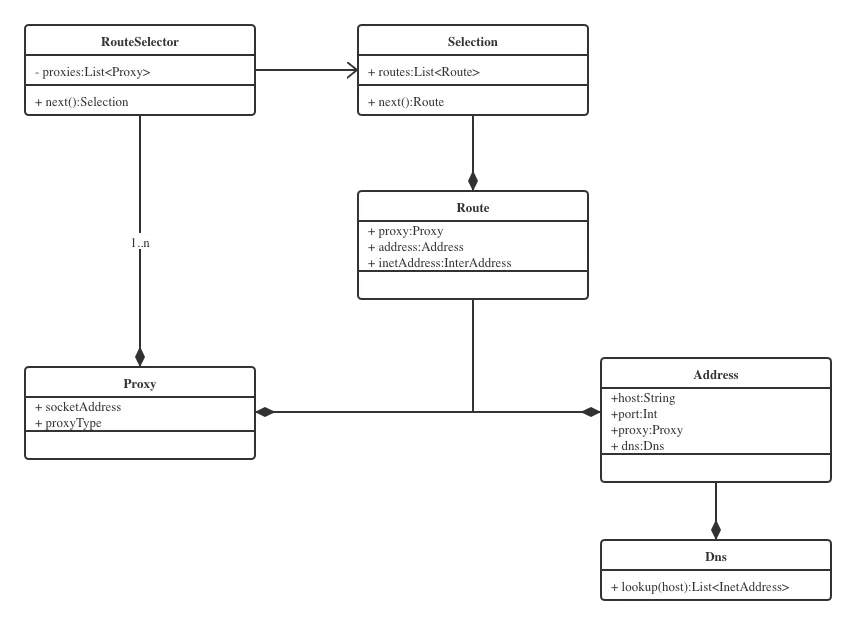 RouteSelector
- proxies:List<Proxy>
+ next():Selection
Selection
+ routes:List<Route>
+ next():Route
1..n
Route
+ proxy:Proxy
+ address:Address
+ inetAddress:InterAddress
Proxy
+ socketAddress
+ proxyType
Address
+host:String
+port:Int
+proxy:Proxy
+ dns:Dns
Dns
+ lookup(host):List<InetAddress>